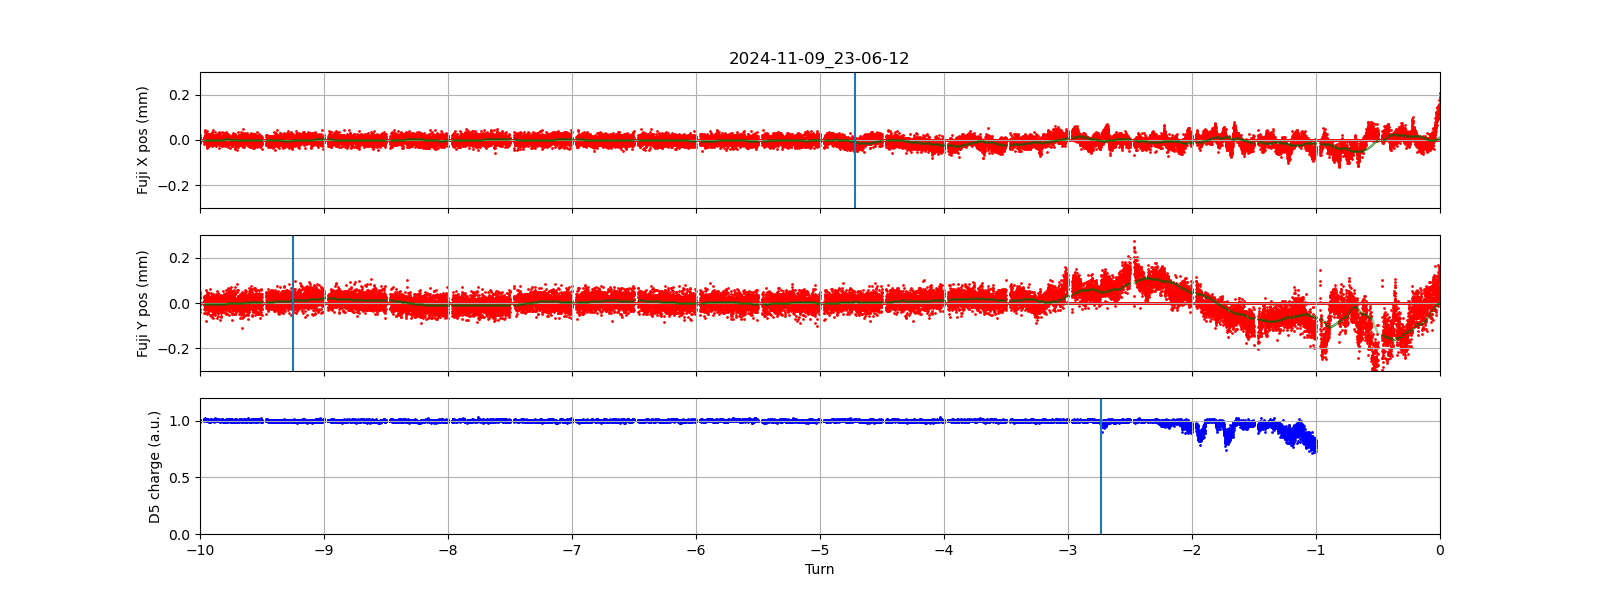 2024-11-09_23-06-12
Fuji X pos (mm)
0.2
0.0
−0.2
Fuji Y pos (mm)
0.2
0.0
−0.2
D5 charge (a.u.)
1.0
0.5
0.0
−10 −9 −8 −7 −6 −5 −4 −3 −2 −1 0
Turn